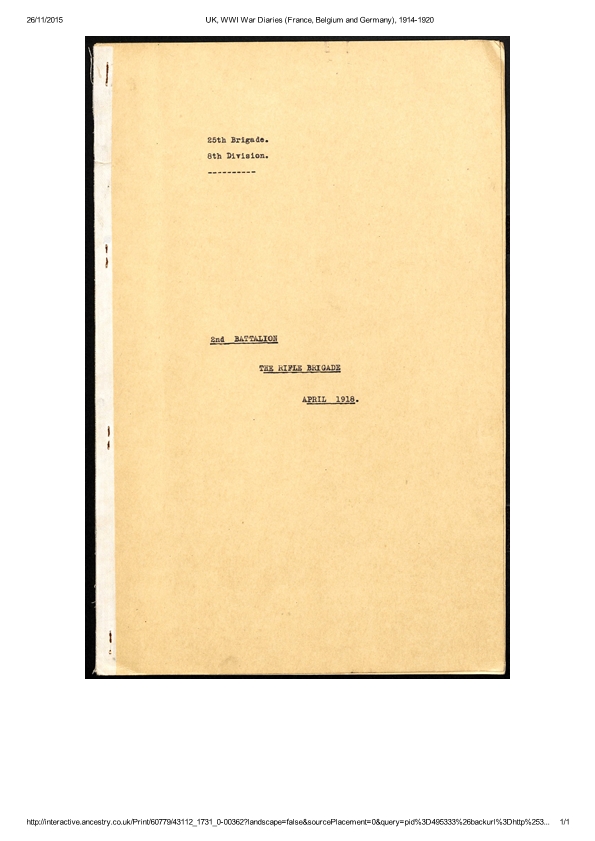 26/11/2015 UK, WWI War Diaries (France, Belgium and Germany), 1914-1920
25th Brigade.
8th Division.
----------
2nd BATTALION
THE RIFLE BRIGADE
APRIL 1918.
http://interactive.ancestry.co.uk/Print/60779/43112_1731_0-00362?landscape=false&sourcePlacement=0&query=pid%3D495333%26backurl%3Dhttp%253... 1/1